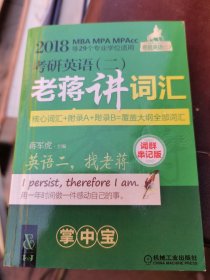 2018 MBA MPA MPAcc
等29个专业学位适用
考研英语(二)
老蒋讲词汇
核心词汇+附录A+附录B=覆盖大纲全部词汇
蒋军虎 主编
词群
串记版
英语二,找老蒋
I persist, therefore I am.
用一年时间做一件感动自己的事。
掌中宝
机械工业出版社